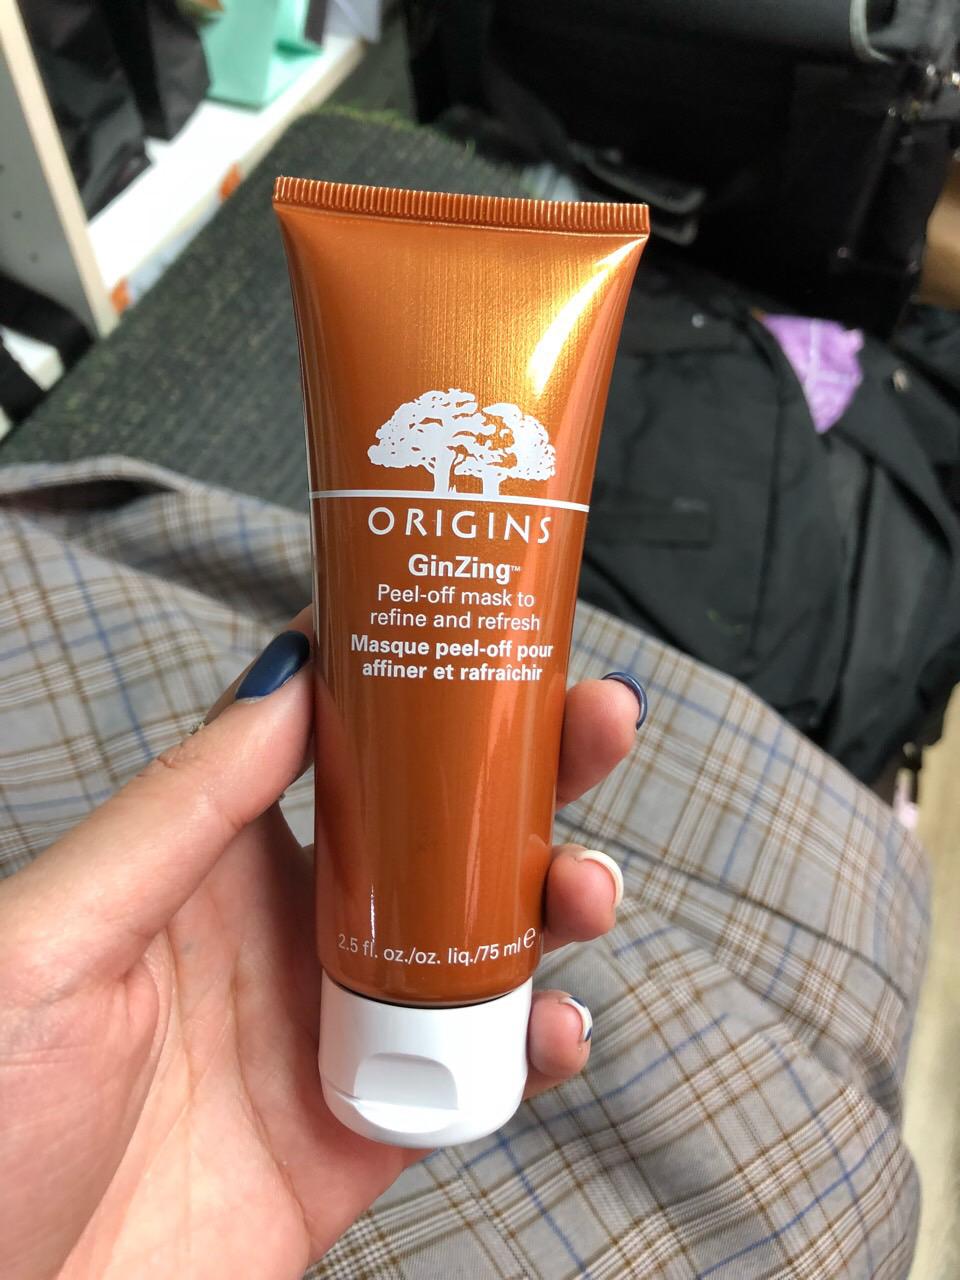 ORIGINS
GinZing™
Peel-off mask to
refine and refresh
Masque peel-off pour
affiner et rafraîchir
2.5 fl. oz./oz. liq./75 ml ℮